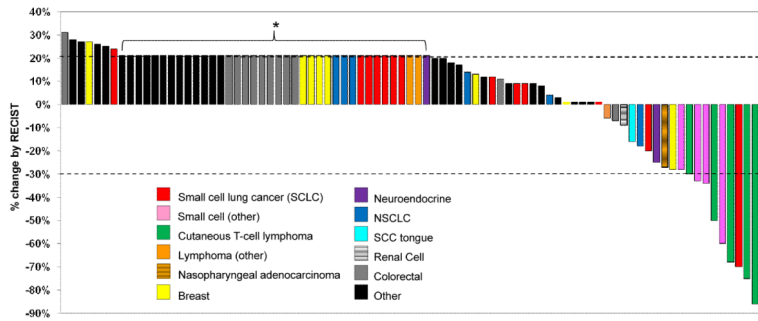 *
40%
30%
20%
10%
0%
-10%
-20%
-30%
-40%
-50%
-60%
-70%
-80%
-90%
% change by RECIST
Small cell lung cancer (SCLC)
Small cell (other)
Cutaneous T-cell lymphoma
Lymphoma (other)
Nasopharyngeal adenocarcinoma
Breast
Neuroendocrine
NSCLC
SCC tongue
Renal Cell
Colorectal
Other